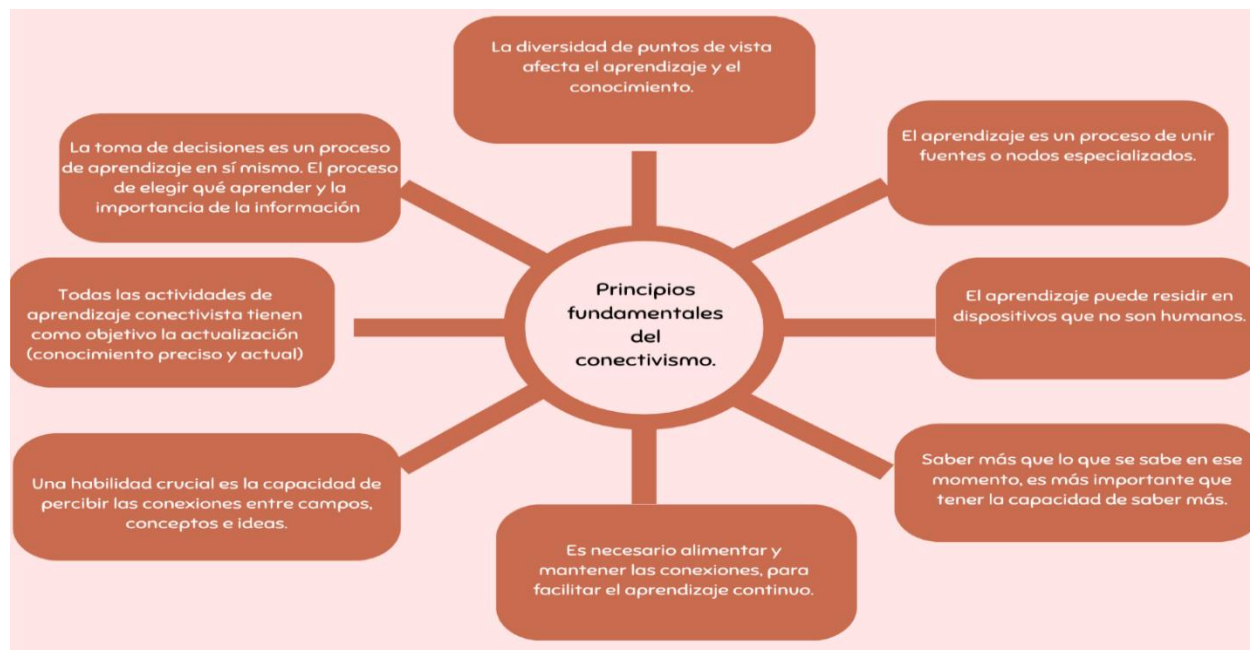 La diversidad de puntos de vista
afecta el aprendizaje y el
conocimiento.
La toma de decisiones es un proceso
de aprendizaje en sí mismo. El proceso
de elegir qué aprender y la
importancia de la información
El aprendizaje es un proceso de unir
fuentes o nodos especializados.
Todas las actividades de
aprendizaje conectivista tienen
como objetivo la actualización
(conocimiento preciso y actual)
Principios
fundamentales
del
conectivismo.
El aprendizaje puede residir en
dispositivos que no son humanos.
Una habilidad crucial es la capacidad de
percibir las conexiones entre campos,
conceptos e ideas.
Saber más que lo que se sabe en ese
momento, es más importante que
tener la capacidad de saber más.
Es necesario alimentar y
mantener las conexiones, para
facilitar el aprendizaje continuo.